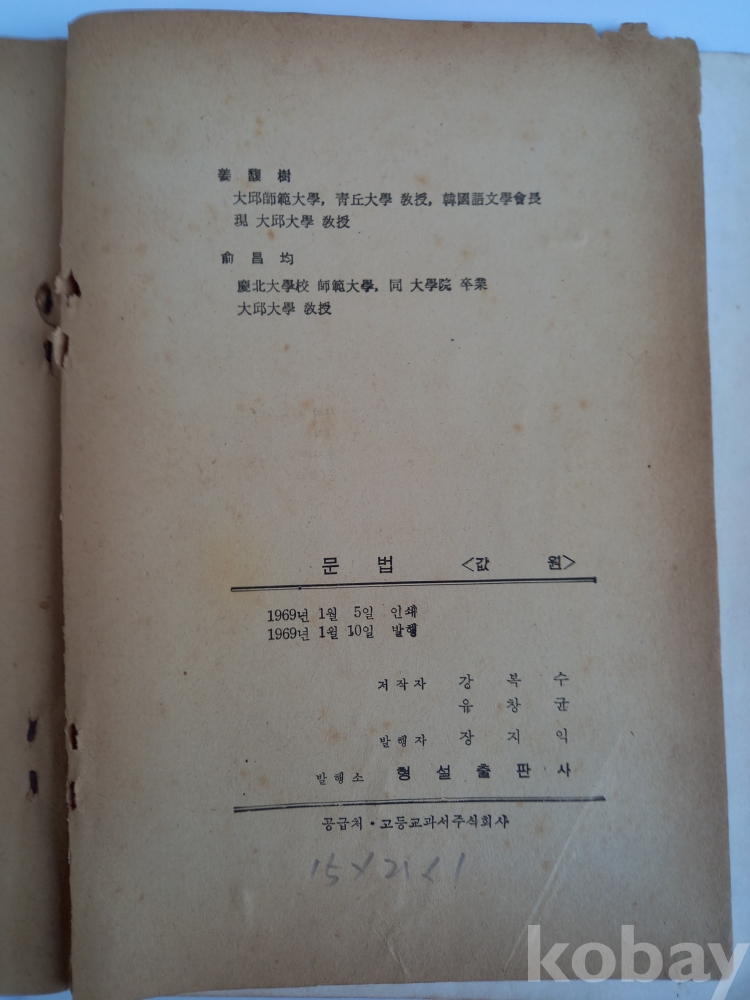 姜馥樹
大邱師範大學, 靑丘大學 敎授, 韓國語文學會長
現 大邱大學 敎授
兪昌均
慶北大學校 師範大學, 同 大學院 卒業
大邱大學 敎授
문법 <값 원>
1969년 1월 5일 인쇄
1969년 1월 10일 발행
저작자 강복수
유창균
발행자 장지익
발행소 형설출판사
공급처·고등교과서주식회사
15×21×1
kobay